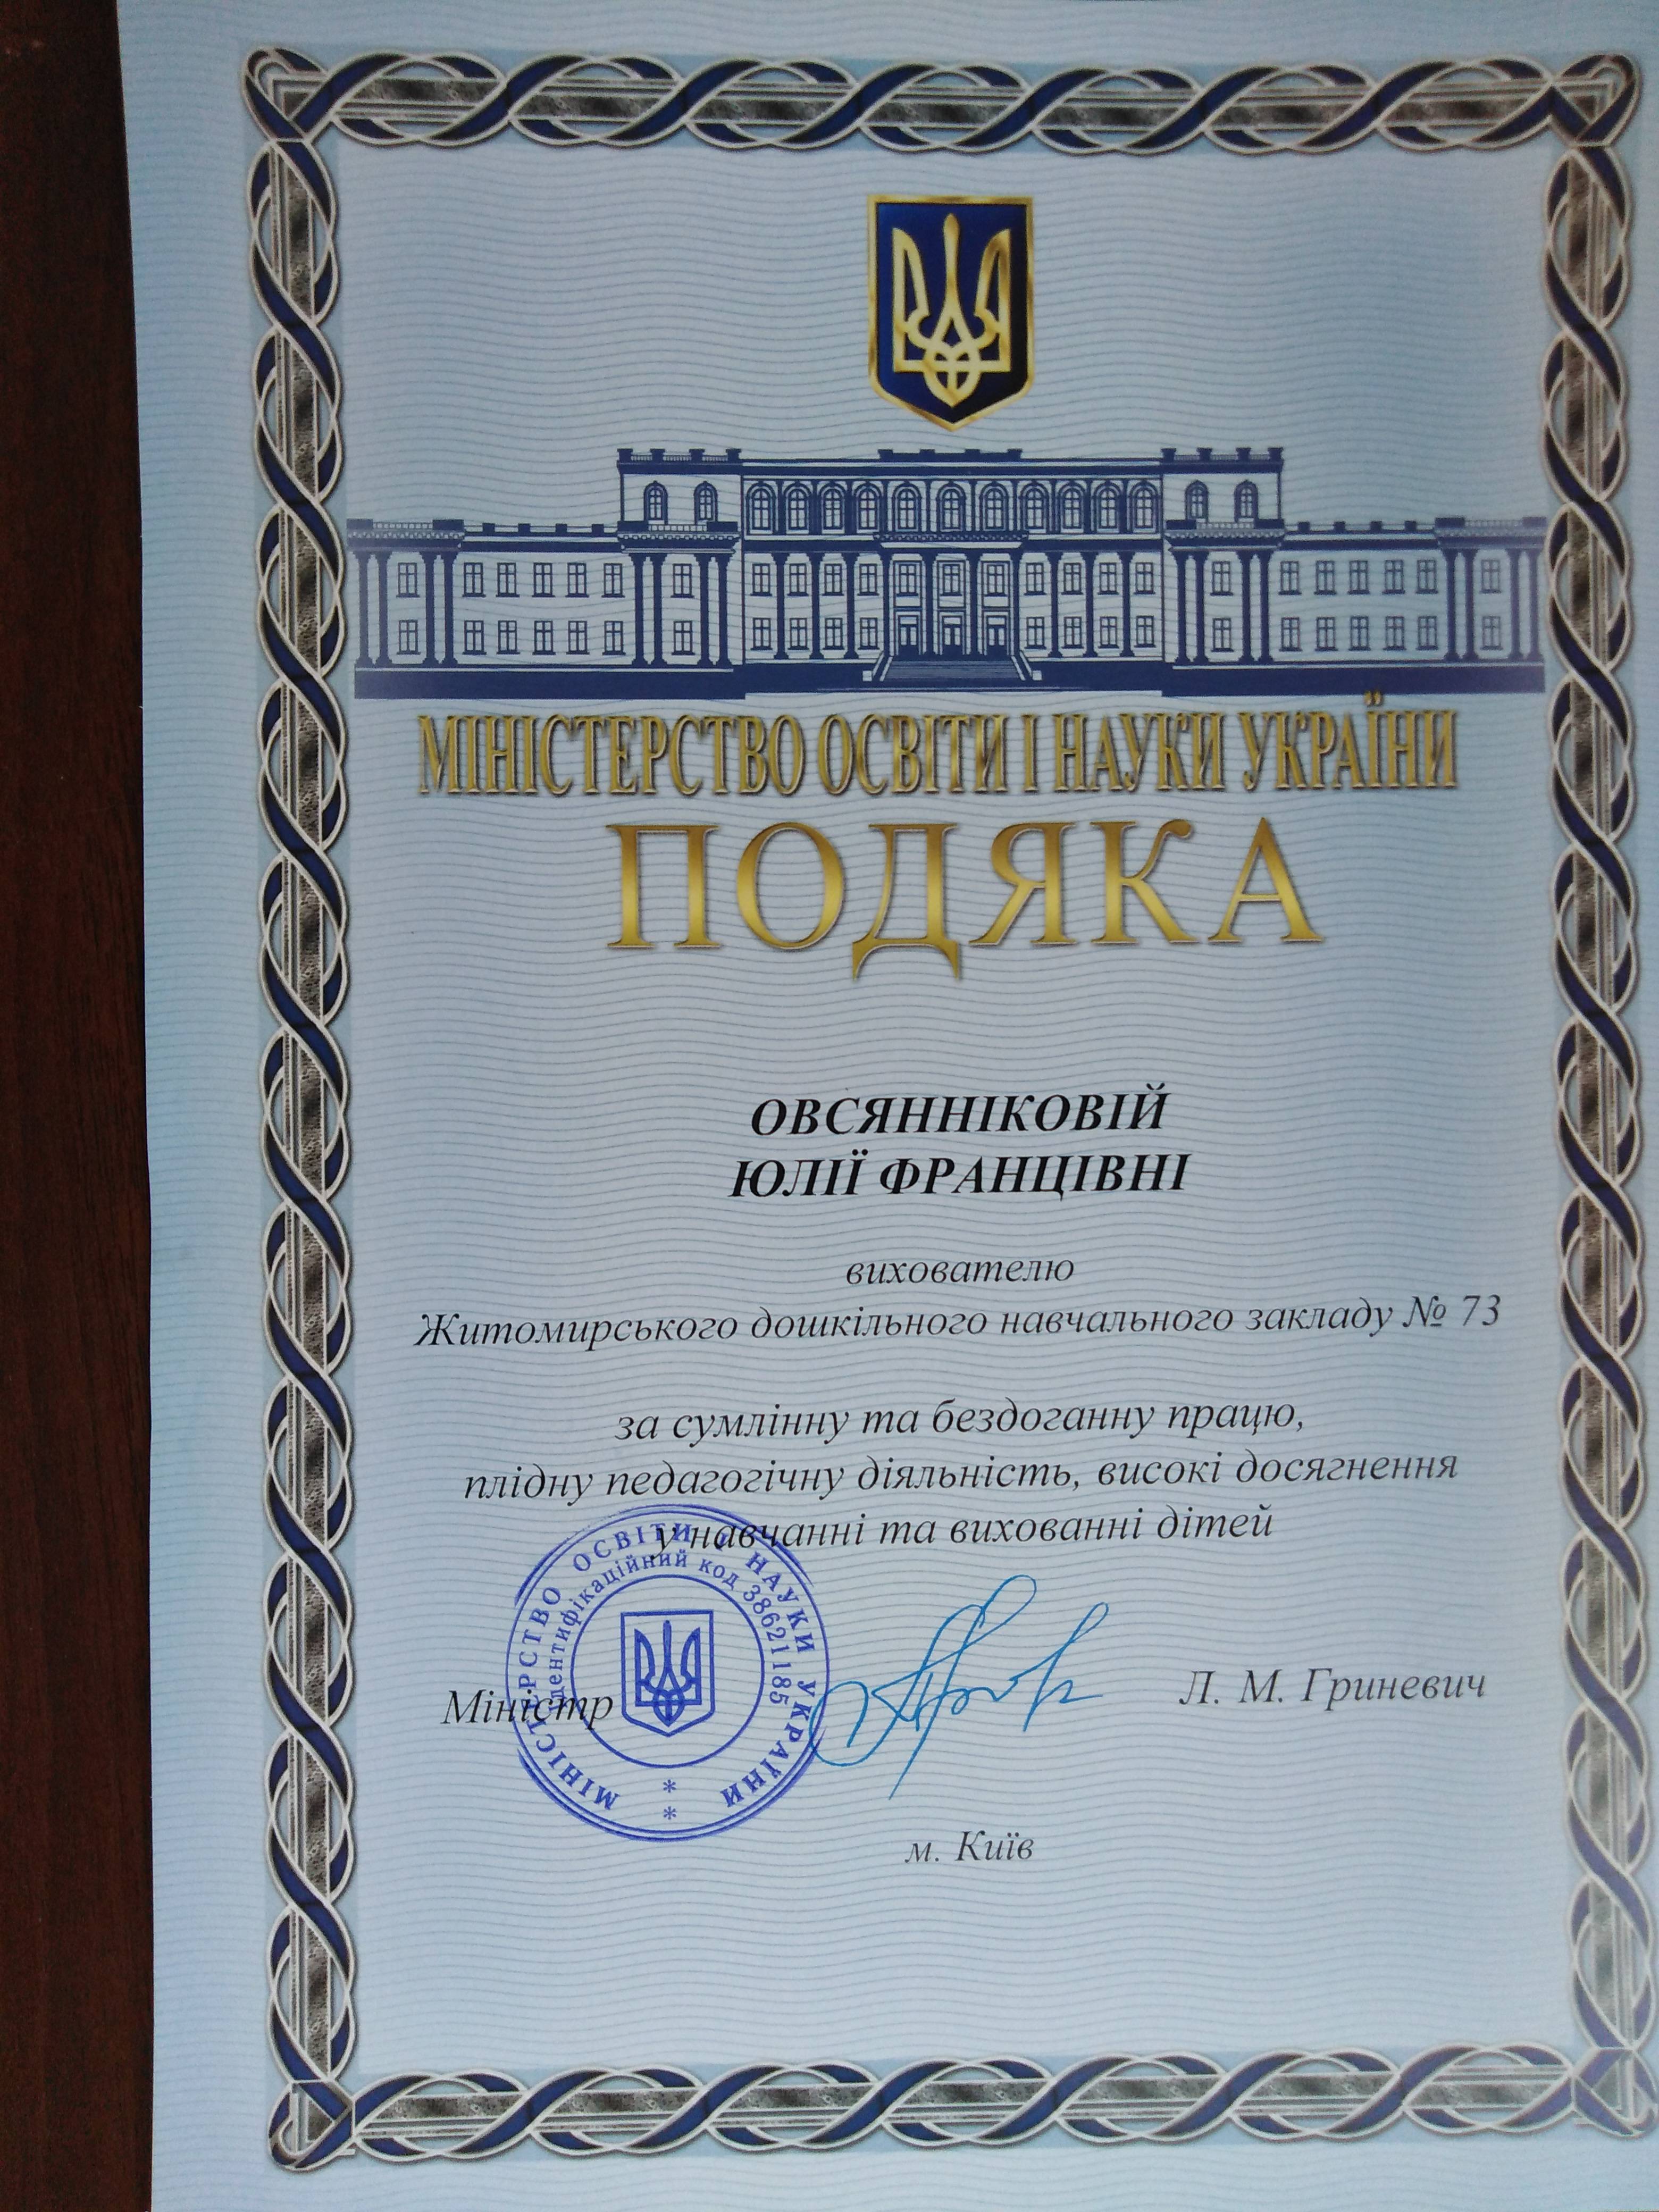 МІНІСТЕРСТВО ОСВІТИ І НАУКИ УКРАЇНИ
ПОДЯКА
ОВСЯННІКОВІЙ
ЮЛІЇ ФРАНЦІВНІ
вихователю
Житомирського дошкільного навчального закладу № 73
за сумлінну та бездоганну працю,
плідну педагогічну діяльність, високі досягнення
у навчанні та вихованні дітей
Міністр
Л. М. Гриневич
МІНІСТЕРСТВО ОСВІТИ І НАУКИ УКРАЇНИ
ідентифікаційний код 38621185
* *
м. Київ